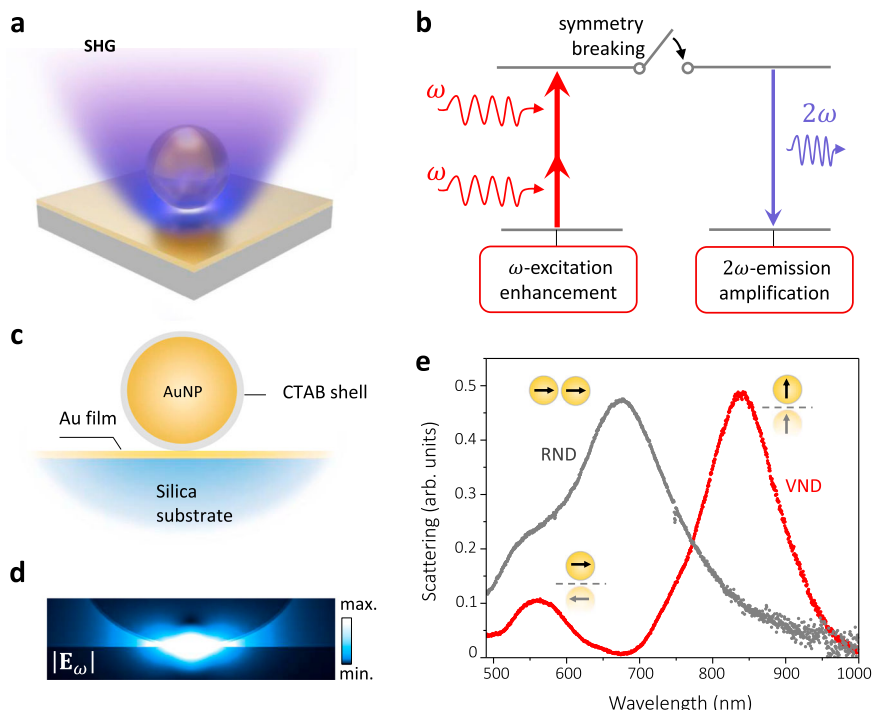 a
SHG
b
symmetry
breaking
ω
ω
2ω
ω-excitation
enhancement
2ω-emission
amplification
c
AuNP
CTAB shell
Au film
Silica
substrate
d
|E_ω|
max.
min.
e
Scattering (arb. units)
0.5
0.4
0.3
0.2
0.1
0
RND
VND
500 600 700 800 900 1000
Wavelength (nm)